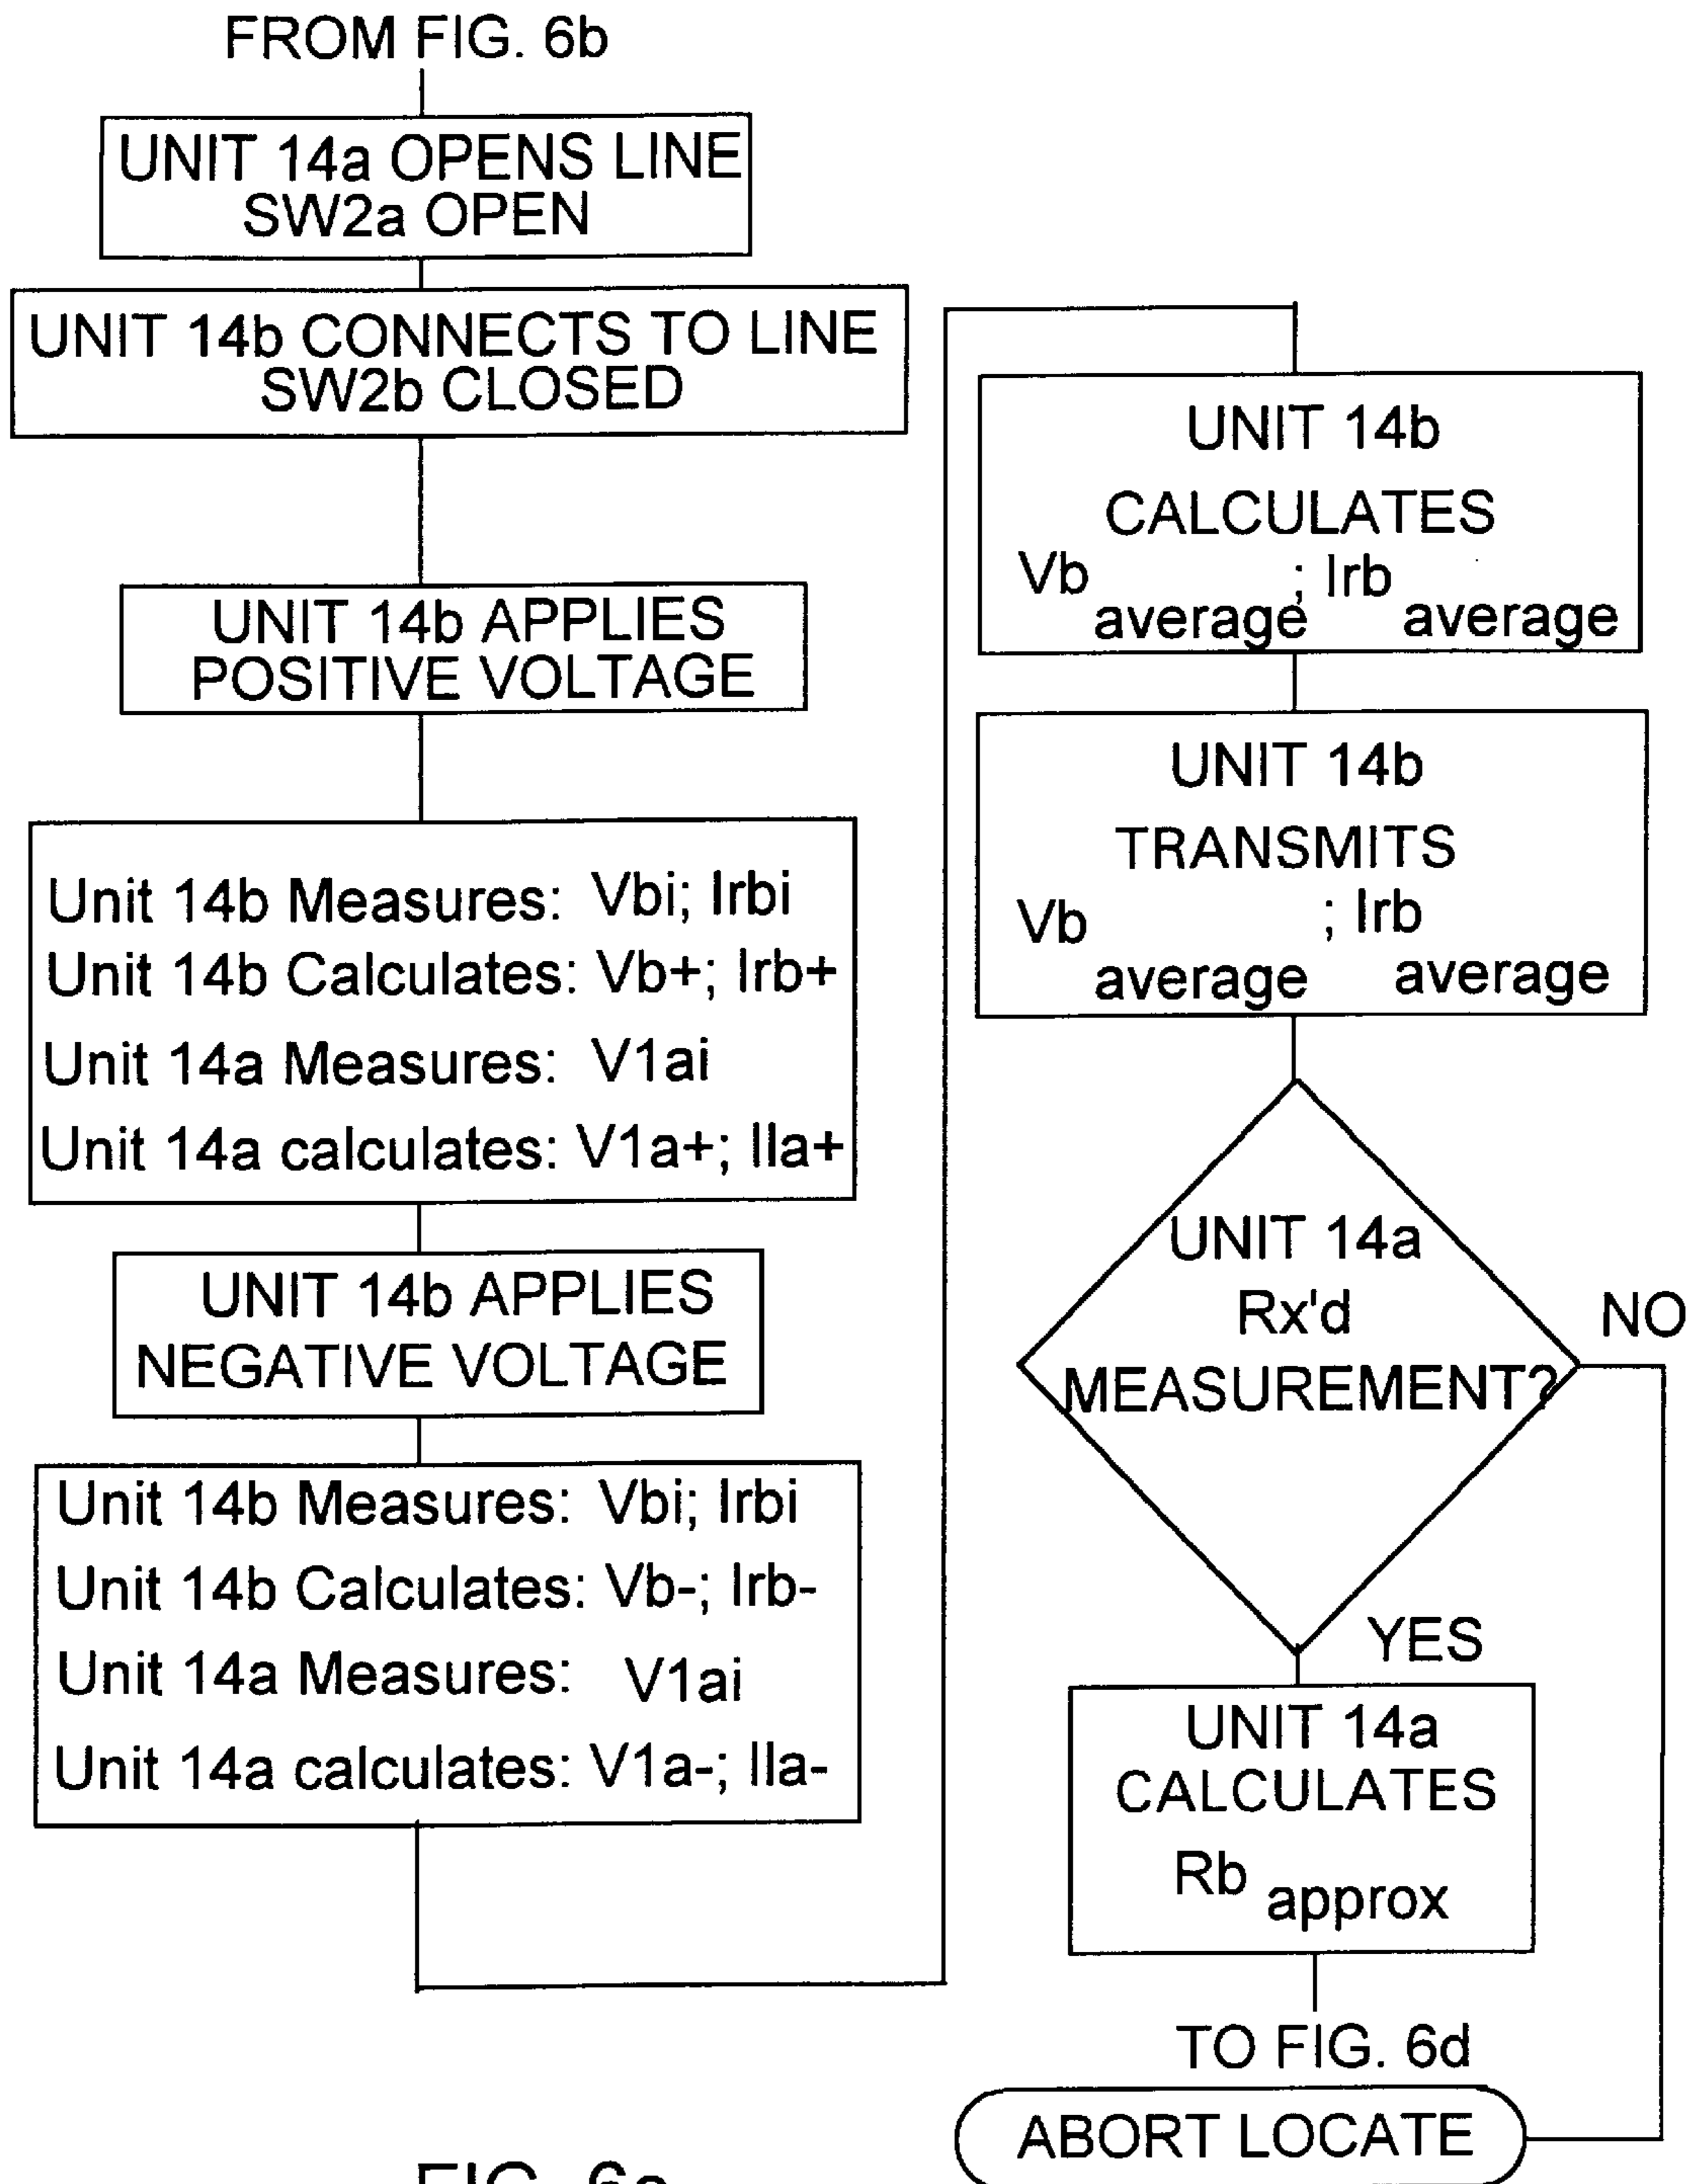 FROM FIG. 6b
UNIT 14a OPENS LINE
SW2a OPEN
UNIT 14b CONNECTS TO LINE
SW2b CLOSED
UNIT 14b APPLIES
POSITIVE VOLTAGE
Unit 14b Measures: Vbi; Irbi
Unit 14b Calculates: Vb+; Irb+
Unit 14a Measures: V1ai
Unit 14a calculates: V1a+; IIa+
UNIT 14b APPLIES
NEGATIVE VOLTAGE
Unit 14b Measures: Vbi; Irbi
Unit 14b Calculates: Vb-; Irb-
Unit 14a Measures: V1ai
Unit 14a calculates: V1a-; IIa-
UNIT 14b
CALCULATES
Vb average ; Irb average
UNIT 14b
TRANSMITS
Vb average ; Irb average
UNIT 14a
Rx'd
MEASUREMENT?
NO
YES
UNIT 14a
CALCULATES
Rb approx
TO FIG. 6d
ABORT LOCATE
FIG. 6c